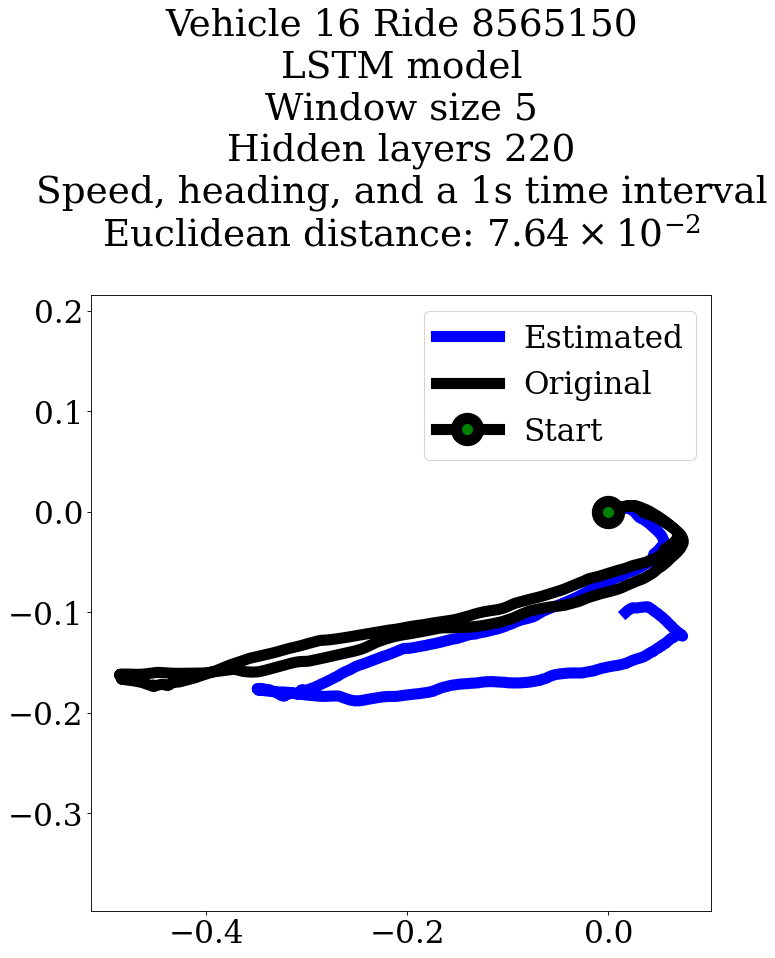 Vehicle 16 Ride 8565150
LSTM model
Window size 5
Hidden layers 220
Speed, heading, and a 1s time interval
Euclidean distance: 7.64 × 10⁻²
Estimated
Original
Start
0.2
0.1
0.0
−0.1
−0.2
−0.3
−0.4
−0.2
0.0